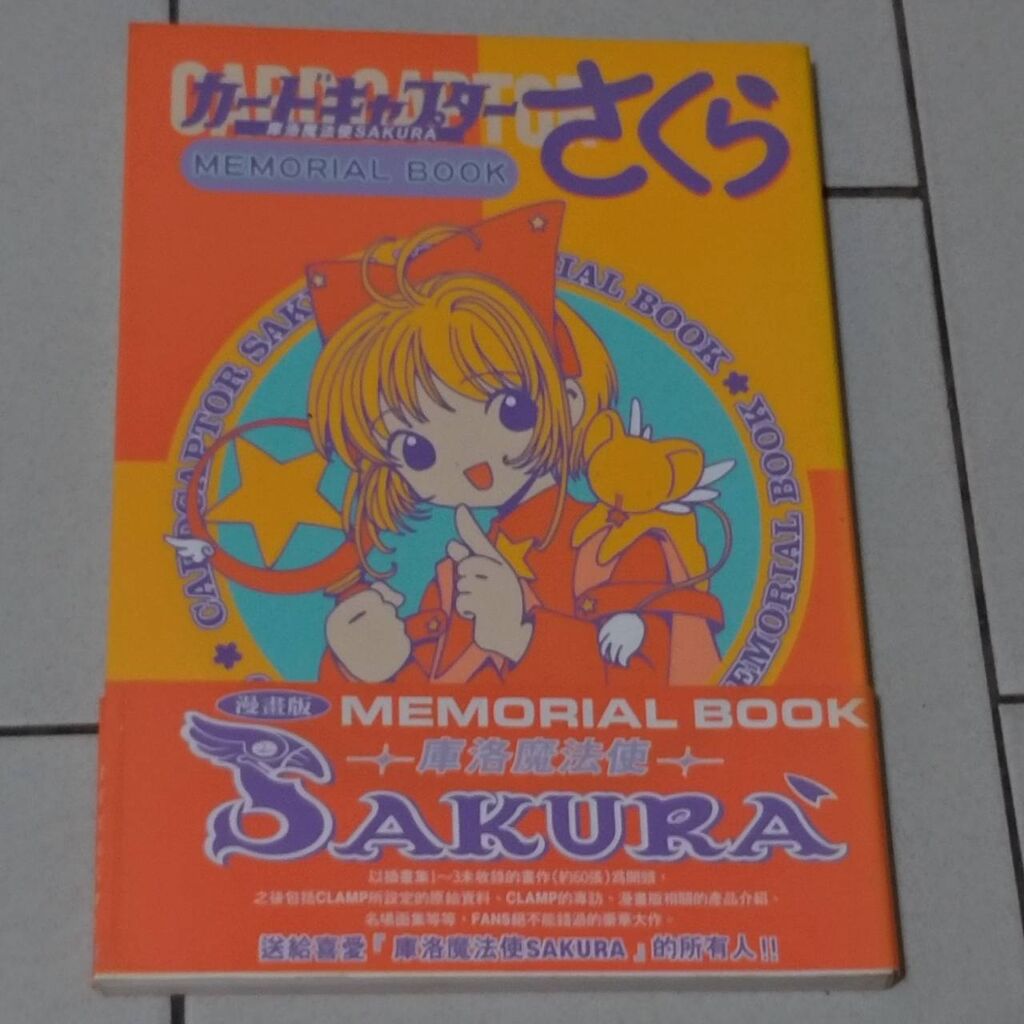 CARD CAPTOR
カードキャプターさくら
庫洛魔法使SAKURA
MEMORIAL BOOK
CARDCAPTOR SAK
RIAL BOOK ★
EMORIAL BOOOK
漫畫版
MEMORIAL BOOK
庫洛魔法使
SAKURA
以插畫集1～3未收錄的畫作(約60張)為開頭，
之後包括CLAMP所設定的原始資料、CLAMP的專訪、漫畫版相關的產品介紹、
名場面集等等，FANS絕不能錯過的豪華大作。
送給喜愛『庫洛魔法使SAKURA』的所有人!!